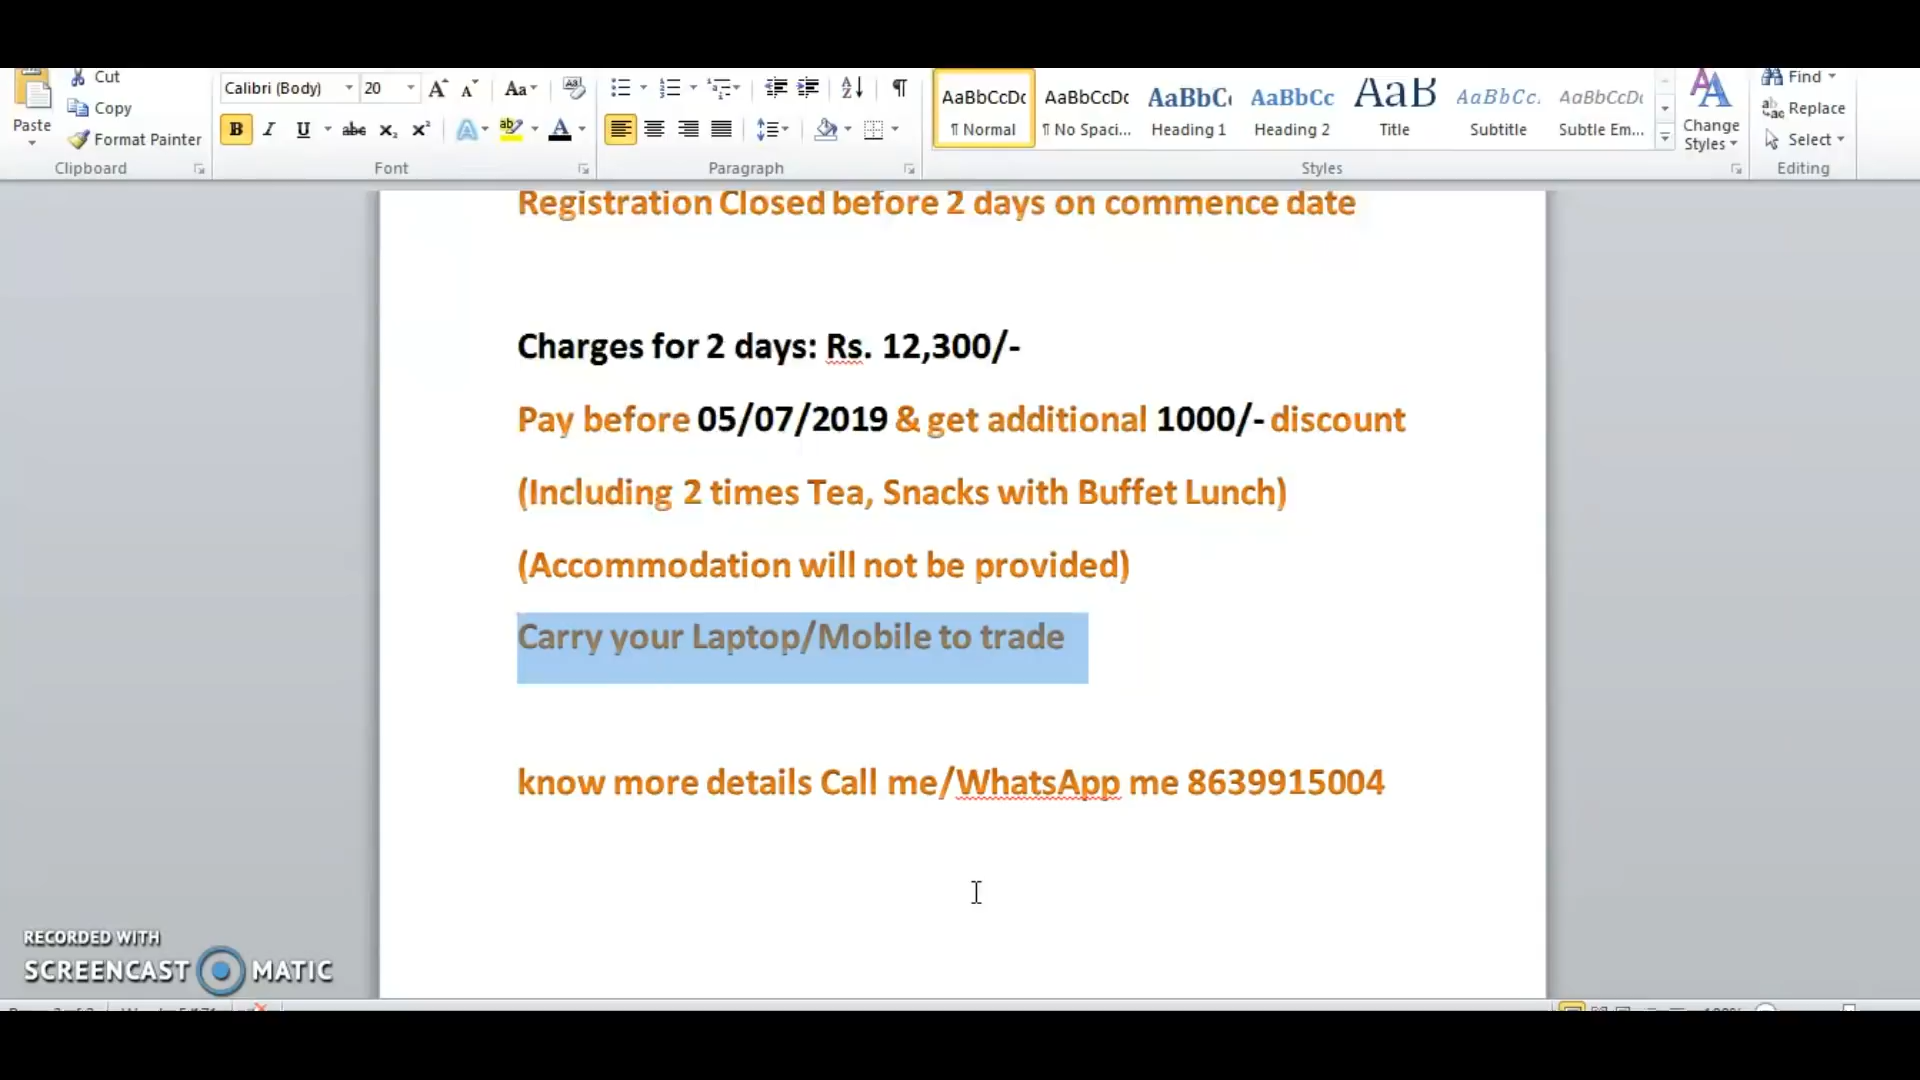 Cut
Copy
Format Painter
Paste
Clipboard
Calibri (Body) 20
Font
Paragraph
AaBbCcDc AaBbCcDc AaBbC AaBbCc AaB AaBbCc. AaBbCcDc
¶ Normal ¶ No Spaci... Heading 1 Heading 2 Title Subtitle Subtle Em...
Styles
Change
Styles
Find
Replace
Select
Editing
Registration Closed before 2 days on commence date
Charges for 2 days: Rs. 12,300/-
Pay before 05/07/2019 & get additional 1000/- discount
(Including 2 times Tea, Snacks with Buffet Lunch)
(Accommodation will not be provided)
Carry your Laptop/Mobile to trade
know more details Call me/WhatsApp me 8639915004
RECORDED WITH
SCREENCAST MATIC